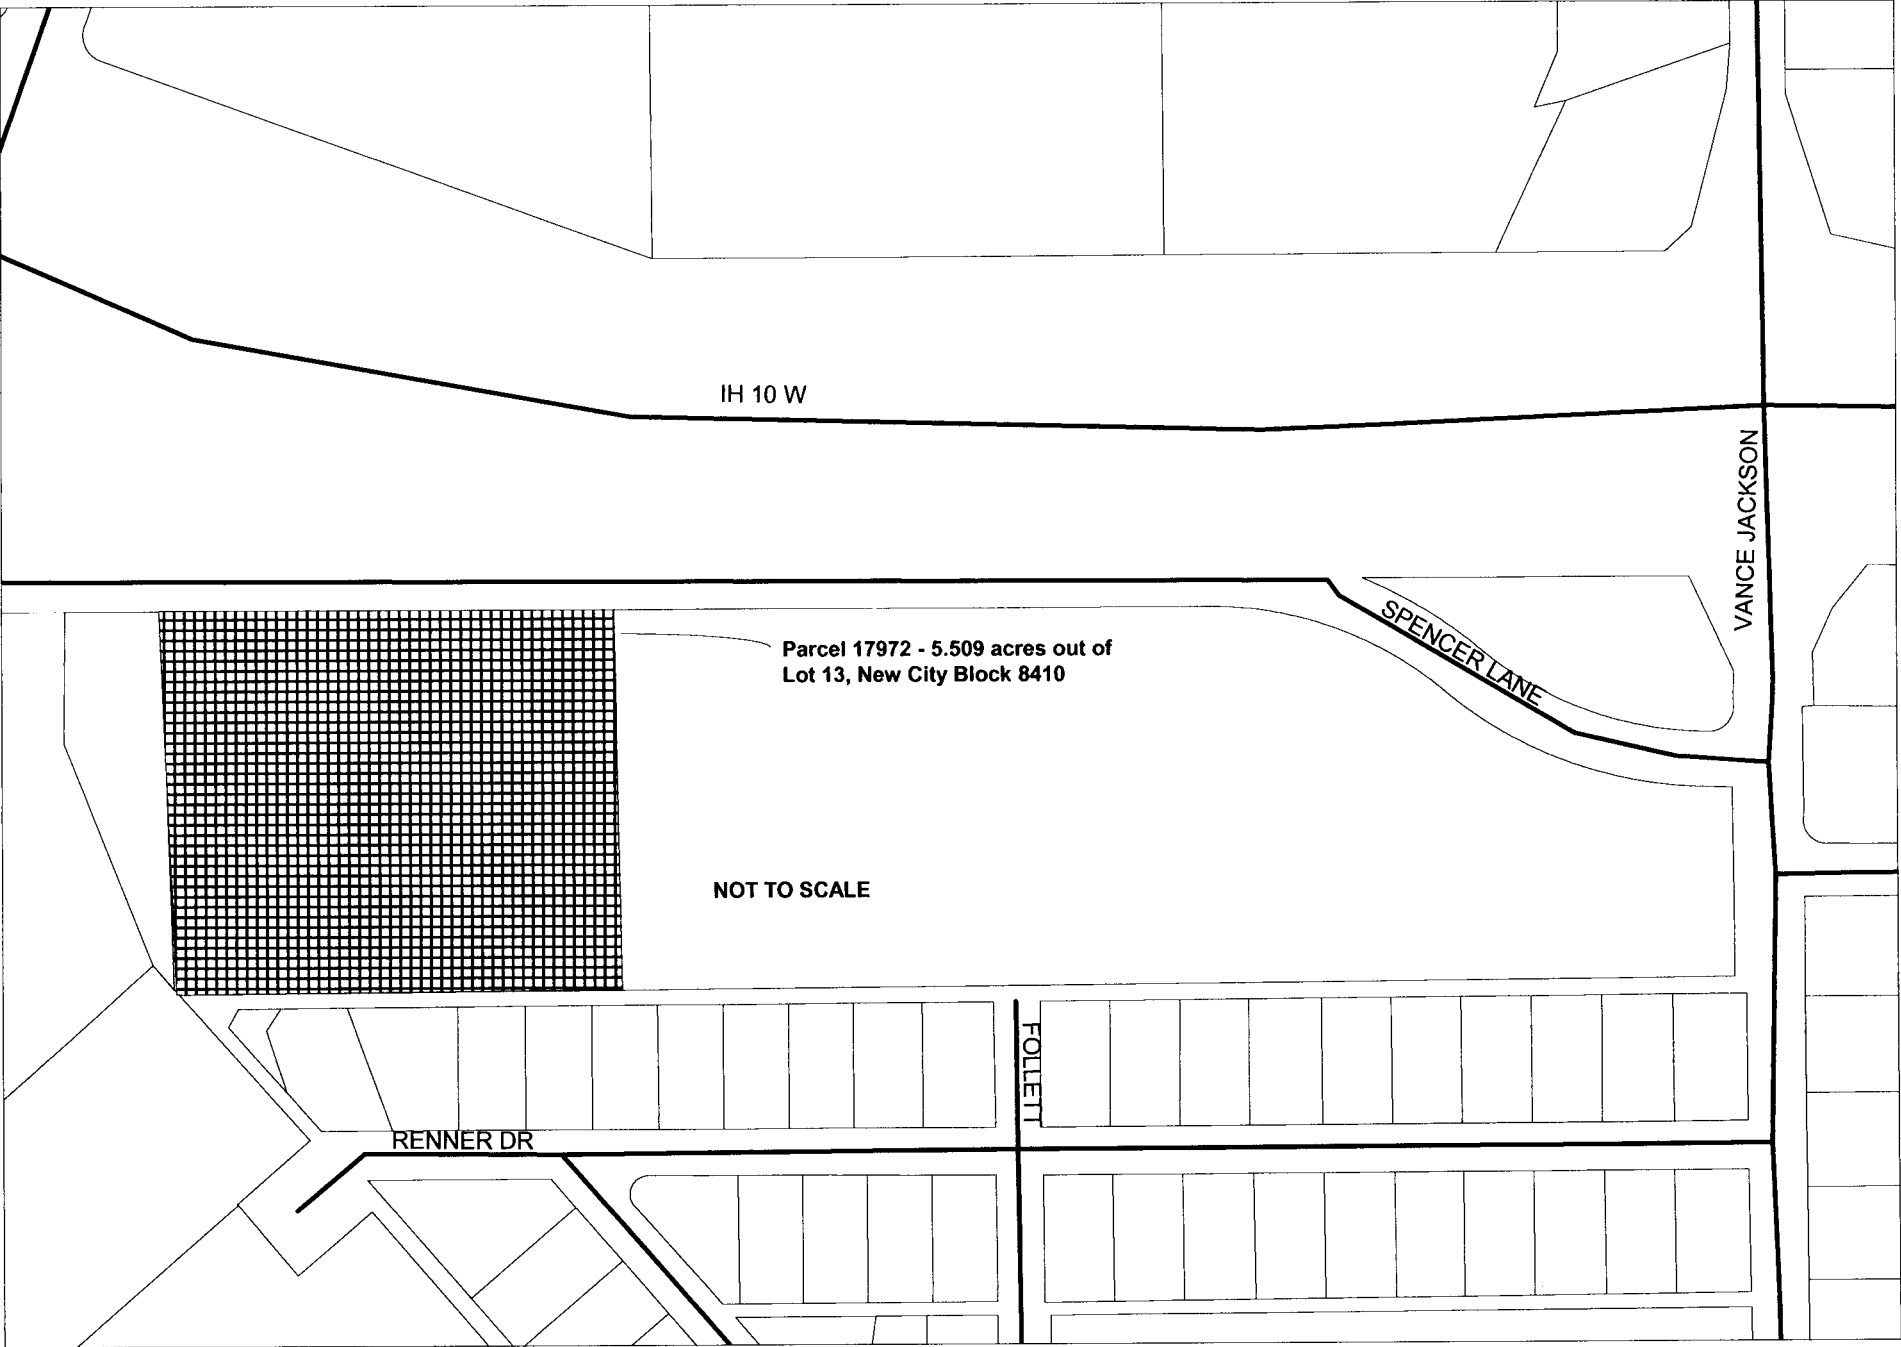 IH 10 W
VANCE JACKSON
SPENCER LANE
Parcel 17972 - 5.509 acres out of
Lot 13, New City Block 8410
NOT TO SCALE
FOLLETT
RENNER DR